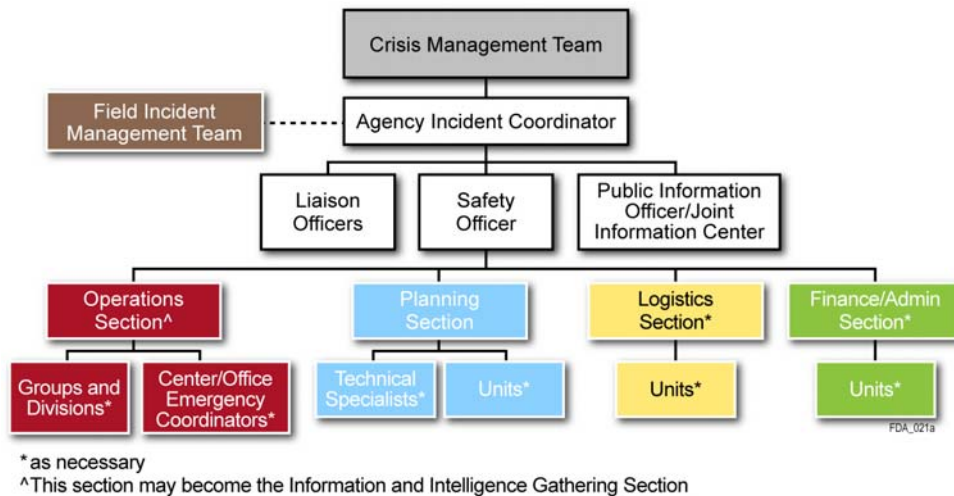 Crisis Management Team
Field Incident
Management Team
Agency Incident Coordinator
Liaison
Officers
Safety
Officer
Public Information
Officer/Joint
Information Center
Operations
Section^
Planning
Section
Logistics
Section*
Finance/Admin
Section*
Groups and
Divisions*
Center/Office
Emergency
Coordinators*
Technical
Specialists*
Units*
Units*
Units*
FDA_021a
*as necessary
^This section may become the Information and Intelligence Gathering Section